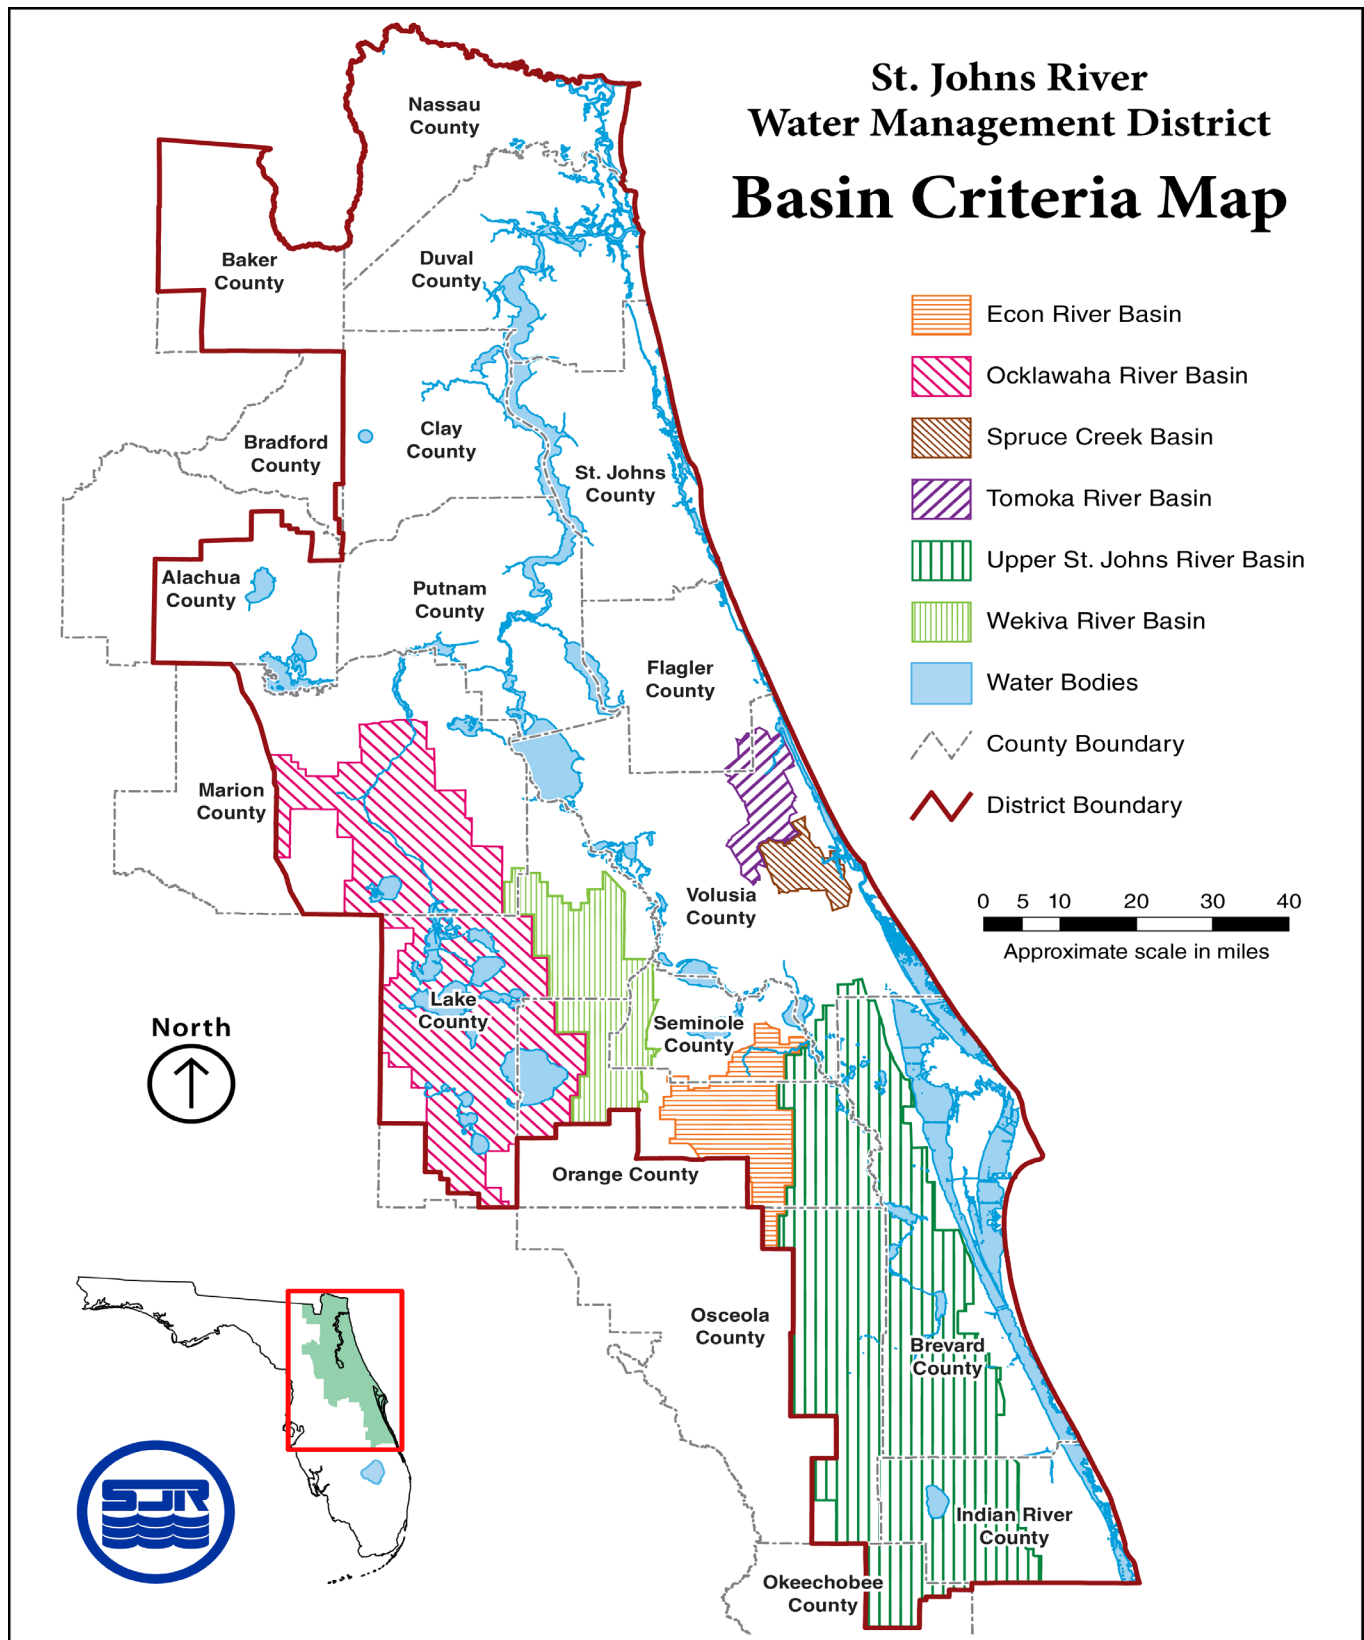 St. Johns River
Water Management District
Basin Criteria Map
Nassau
County
Baker
County
Duval
County
Econ River Basin
Ocklawaha River Basin
Spruce Creek Basin
Tomoka River Basin
Upper St. Johns River Basin
Wekiva River Basin
Water Bodies
County Boundary
District Boundary
Bradford
County
Clay
County
St. Johns
County
Alachua
County
Putnam
County
Flagler
County
Marion
County
Volusia
County
0 5 10 20 30 40
Approximate scale in miles
Lake
County
Seminole
County
North
Orange County
Osceola
County
Brevard
County
Indian River
County
Okeechobee
County
SJR